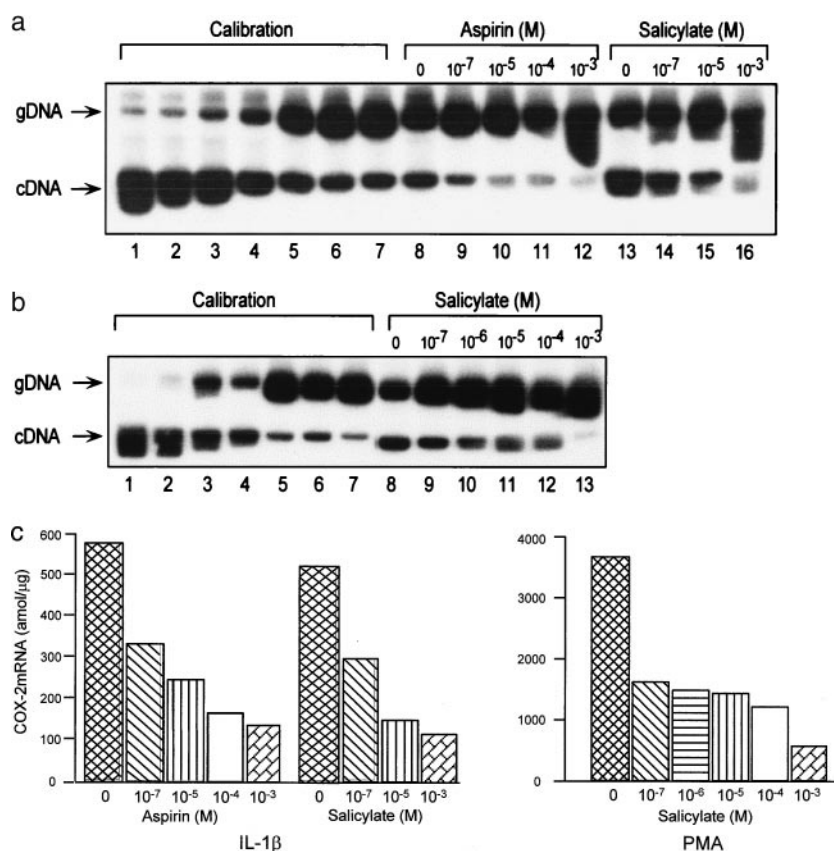 a
Calibration Aspirin (M) Salicylate (M)
0 10-7 10-5 10-4 10-3 0 10-7 10-5 10-3
gDNA
cDNA
1 2 3 4 5 6 7 8 9 10 11 12 13 14 15 16
b
Calibration Salicylate (M)
0 10-7 10-6 10-5 10-4 10-3
gDNA
cDNA
1 2 3 4 5 6 7 8 9 10 11 12 13
c
COX-2mRNA (amol/μg)
600
500
400
300
200
100
0
0 10-7 10-5 10-4 10-3 0 10-7 10-5 10-3
Aspirin (M) Salicylate (M)
IL-1β
4000
3000
2000
1000
0
0 10-7 10-6 10-5 10-4 10-3
Salicylate (M)
PMA